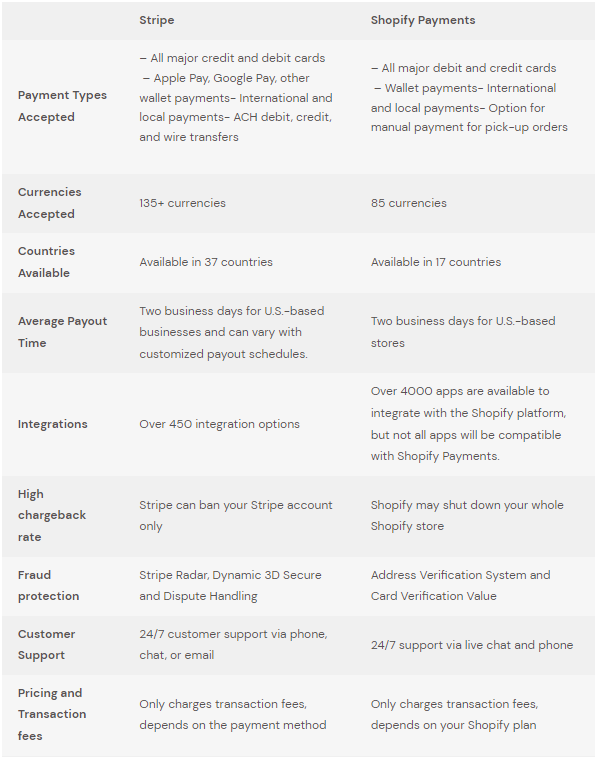 Stripe
Shopify Payments
Payment Types
Accepted
– All major credit and debit cards
– Apple Pay, Google Pay, other
wallet payments- International and
local payments- ACH debit, credit,
and wire transfers
– All major debit and credit cards
– Wallet payments- International
and local payments- Option for
manual payment for pick-up orders
Currencies
Accepted
135+ currencies
85 currencies
Countries
Available
Available in 37 countries
Available in 17 countries
Average Payout
Time
Two business days for U.S.-based
businesses and can vary with
customized payout schedules.
Two business days for U.S.-based
stores
Integrations
Over 450 integration options
Over 4000 apps are available to
integrate with the Shopify platform,
but not all apps will be compatible
with Shopify Payments.
High
chargeback
rate
Stripe can ban your Stripe account
only
Shopify may shut down your whole
Shopify store
Fraud
protection
Stripe Radar, Dynamic 3D Secure
and Dispute Handling
Address Verification System and
Card Verification Value
Customer
Support
24/7 customer support via phone,
chat, or email
24/7 support via live chat and phone
Pricing and
Transaction
fees
Only charges transaction fees,
depends on the payment method
Only charges transaction fees,
depends on your Shopify plan